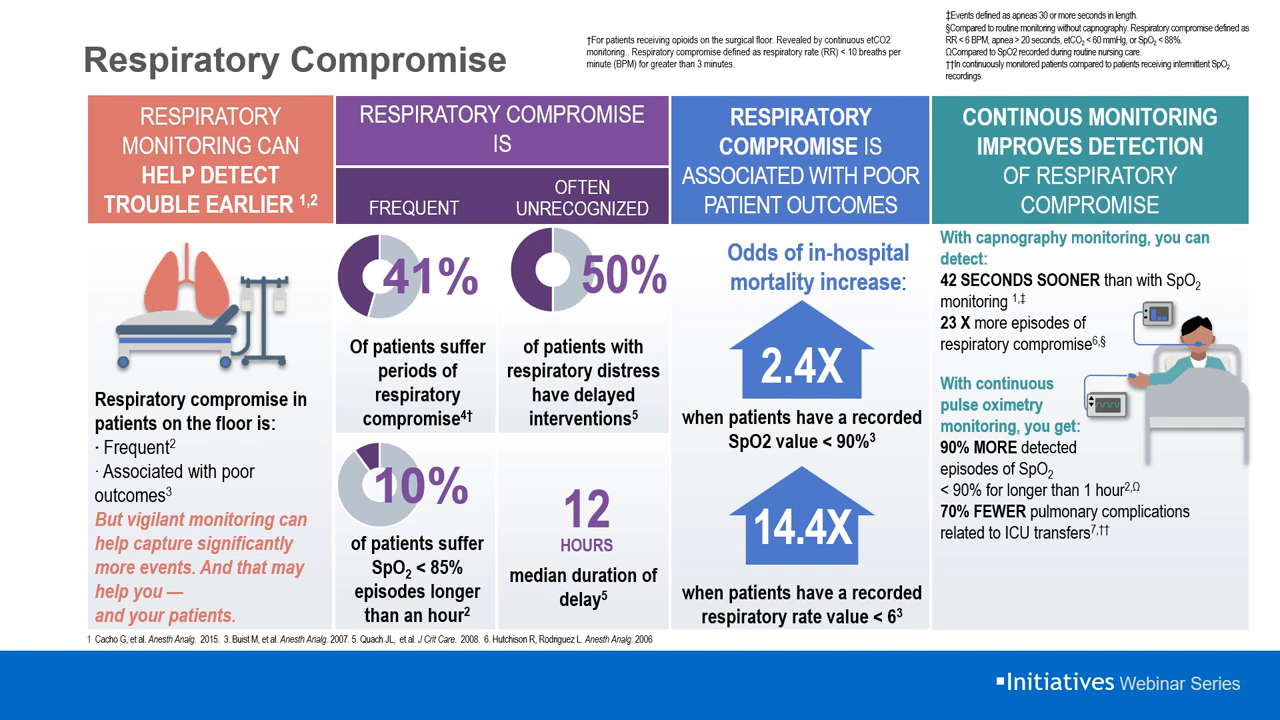 Respiratory Compromise
†For patients receiving opioids on the surgical floor. Revealed by continuous etCO2
monitoring.. Respiratory compromise defined as respiratory rate (RR) < 10 breaths per
minute (BPM) for greater than 3 minutes.
‡Events defined as apneas 30 or more seconds in length.
§Compared to routine monitoring without capnography. Respiratory compromise defined as
RR < 6 BPM, apnea > 20 seconds, etCO₂ < 60 mmHg, or SpO₂ < 88%.
ΩCompared to SpO2 recorded during routine nursing care.
††In continuously monitored patients compared to patients receiving intermittent SpO₂
recordings.
RESPIRATORY
MONITORING CAN
HELP DETECT
TROUBLE EARLIER ¹,²
Respiratory compromise in
patients on the floor is:
· Frequent²
· Associated with poor
outcomes³
But vigilant monitoring can
help capture significantly
more events. And that may
help you —
and your patients.
RESPIRATORY COMPROMISE
IS
FREQUENT
41%
Of patients suffer
periods of
respiratory
compromise⁴†
10%
of patients suffer
SpO₂ < 85%
episodes longer
than an hour²
OFTEN
UNRECOGNIZED
50%
of patients with
respiratory distress
have delayed
interventions⁵
12
HOURS
median duration of
delay⁵
RESPIRATORY
COMPROMISE IS
ASSOCIATED WITH POOR
PATIENT OUTCOMES
Odds of in-hospital
mortality increase:
2.4X
when patients have a recorded
SpO2 value < 90%³
14.4X
when patients have a recorded
respiratory rate value < 6³
CONTINOUS MONITORING
IMPROVES DETECTION
OF RESPIRATORY
COMPROMISE
With capnography monitoring, you can
detect:
42 SECONDS SOONER than with SpO₂
monitoring ¹,‡
23 X more episodes of
respiratory compromise⁶,§
With continuous
pulse oximetry
monitoring, you get:
90% MORE detected
episodes of SpO₂
< 90% for longer than 1 hour²,Ω
70% FEWER pulmonary complications
related to ICU transfers⁷,††
1 Cacho G, et al. Anesth Analg. 2015. 3. Buist M, et al. Anesth Analg. 2007. 5. Quach JL, et al. J Crit Care. 2008. 6. Hutchison R, Rodriguez L. Anesth Analg. 2006
▪Initiatives Webinar Series